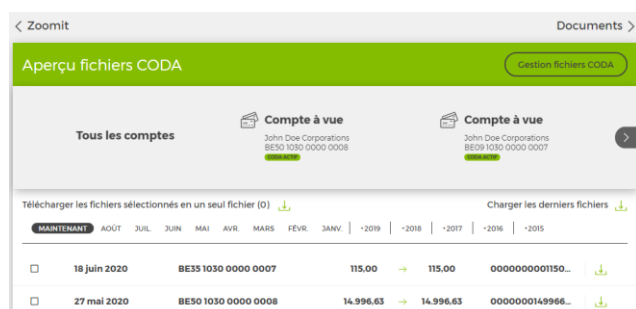 Zoomit
Documents
Aperçu fichiers CODA
Gestion fichiers CODA
Tous les comptes
Compte à vue
John Doe Corporations
BE50 1030 0000 0008
CODA ACTIF
Compte à vue
John Doe Corporations
BE09 1030 0000 0007
CODA ACTIF
Télécharger les fichiers sélectionnés en un seul fichier (0)
Charger les derniers fichiers
MAINTENANT AOÛT JUIL. JUIN MAI AVR. MARS FÉVR. JANV. +2019 +2018 +2017 +2016 +2015
18 juin 2020 BE35 1030 0000 0007 115,00 → 115,00 0000000001150...
27 mai 2020 BE50 1030 0000 0008 14.996,63 → 14.996,63 0000000149966...